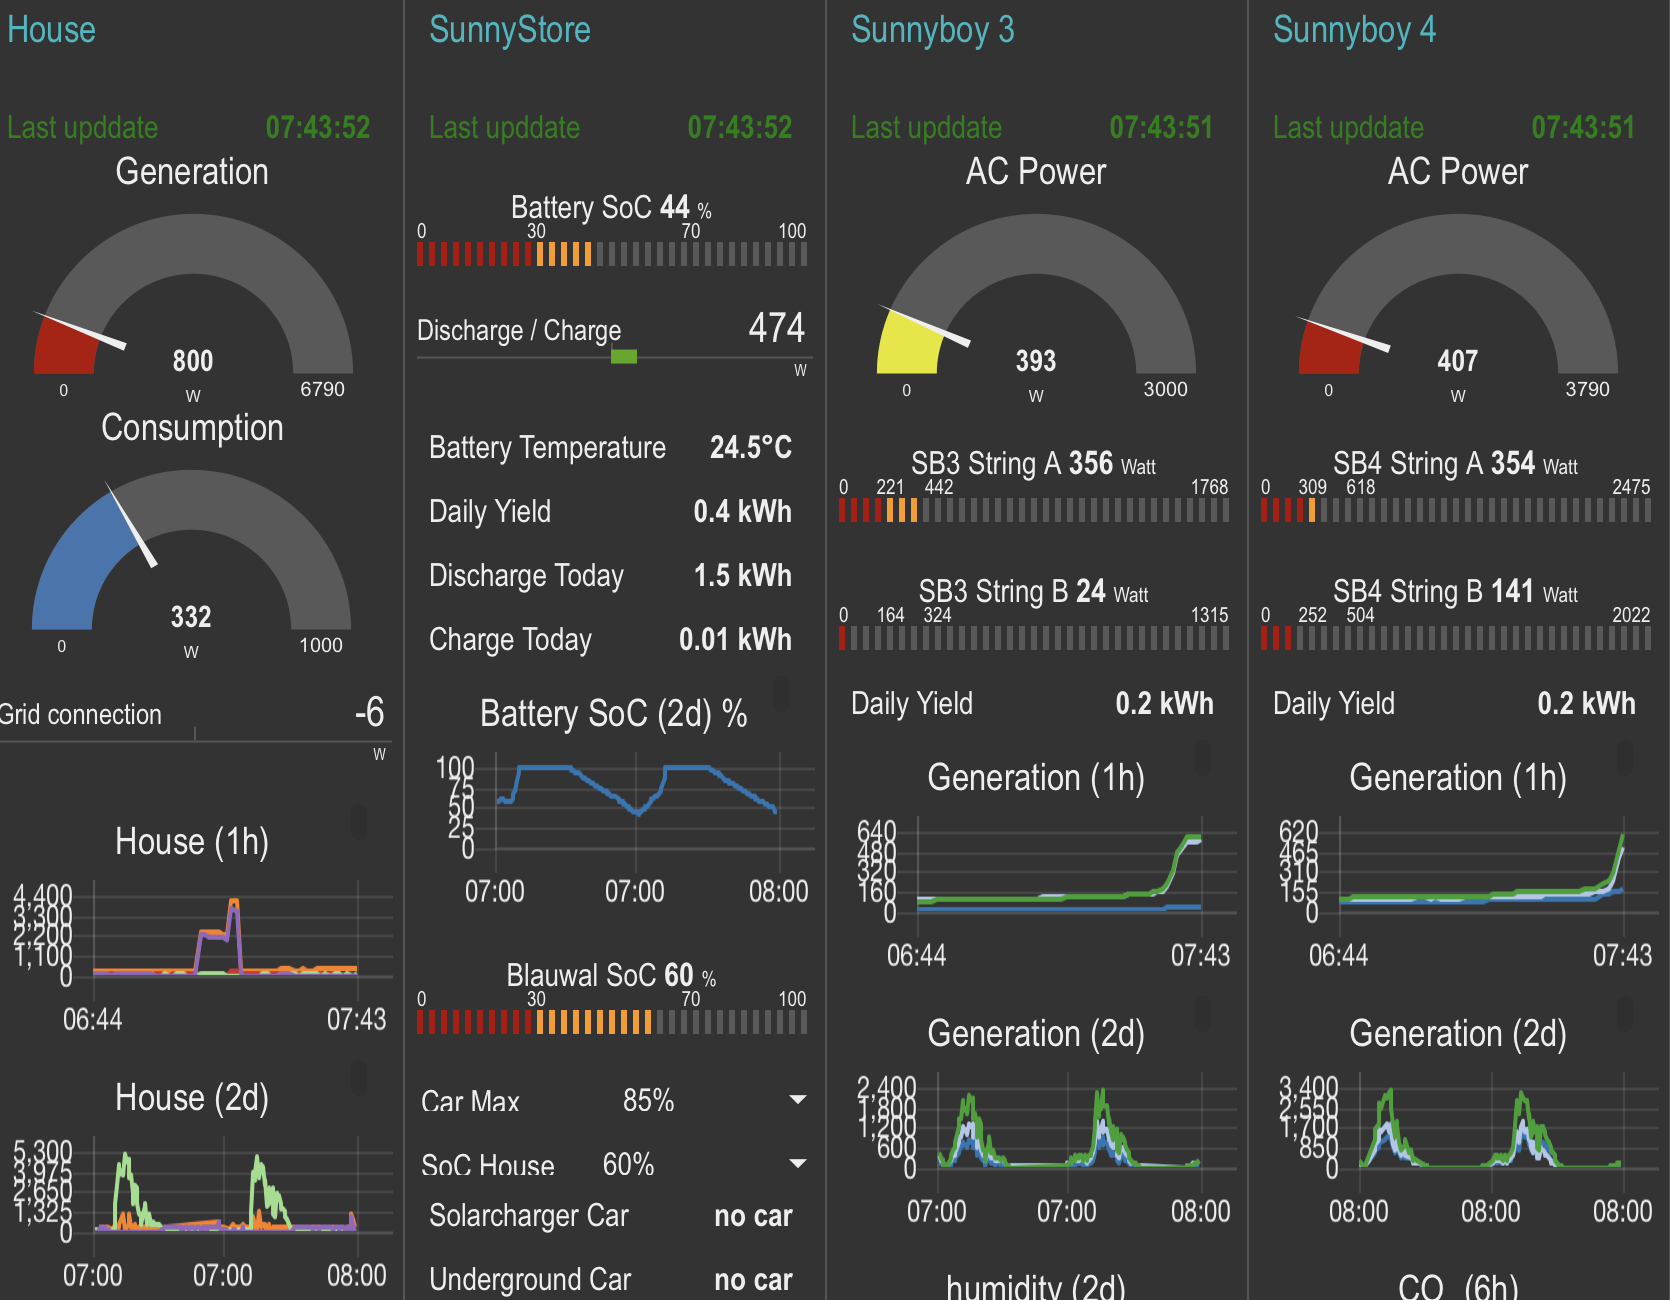 House
Last upddate 07:43:52
Generation
800
0 6790
W
Consumption
332
0 1000
W
Grid connection -6
W
House (1h)
4,400
3,300
2,200
1,100
0
06:44 07:43
House (2d)
5,300
3,975
2,650
1,325
0
07:00 07:00 08:00
SunnyStore
Last upddate 07:43:52
Battery SoC 44 %
0 30 70 100
Discharge / Charge 474
W
Battery Temperature 24.5°C
Daily Yield 0.4 kWh
Discharge Today 1.5 kWh
Charge Today 0.01 kWh
Battery SoC (2d) %
100
75
50
25
0
07:00 07:00 08:00
Blauwal SoC 60 %
0 30 70 100
Car Max 85%
SoC House 60%
Solarcharger Car no car
Underground Car no car
Sunnyboy 3
Last upddate 07:43:51
AC Power
393
0 3000
W
SB3 String A 356 Watt
0 221 442 1768
SB3 String B 24 Watt
0 164 324 1315
Daily Yield 0.2 kWh
Generation (1h)
640
480
320
160
0
06:44 07:43
Generation (2d)
2,400
1,800
1,200
600
0
07:00 07:00 08:00
humidity (2d)
Sunnyboy 4
Last upddate 07:43:51
AC Power
407
0 3790
W
SB4 String A 354 Watt
0 309 618 2475
SB4 String B 141 Watt
0 252 504 2022
Daily Yield 0.2 kWh
Generation (1h)
620
465
310
155
0
06:44 07:43
Generation (2d)
3,400
2,550
1,700
850
0
08:00 08:00 08:00
CO (6h)